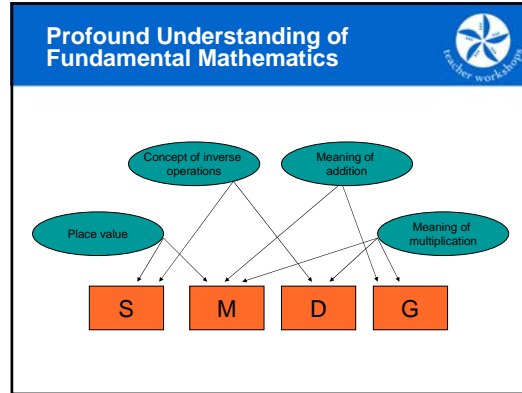 Profound Understanding of
Fundamental Mathematics
teacher workshops
Concept of inverse
operations
Meaning of
addition
Place value
Meaning of
multiplication
S
M
D
G